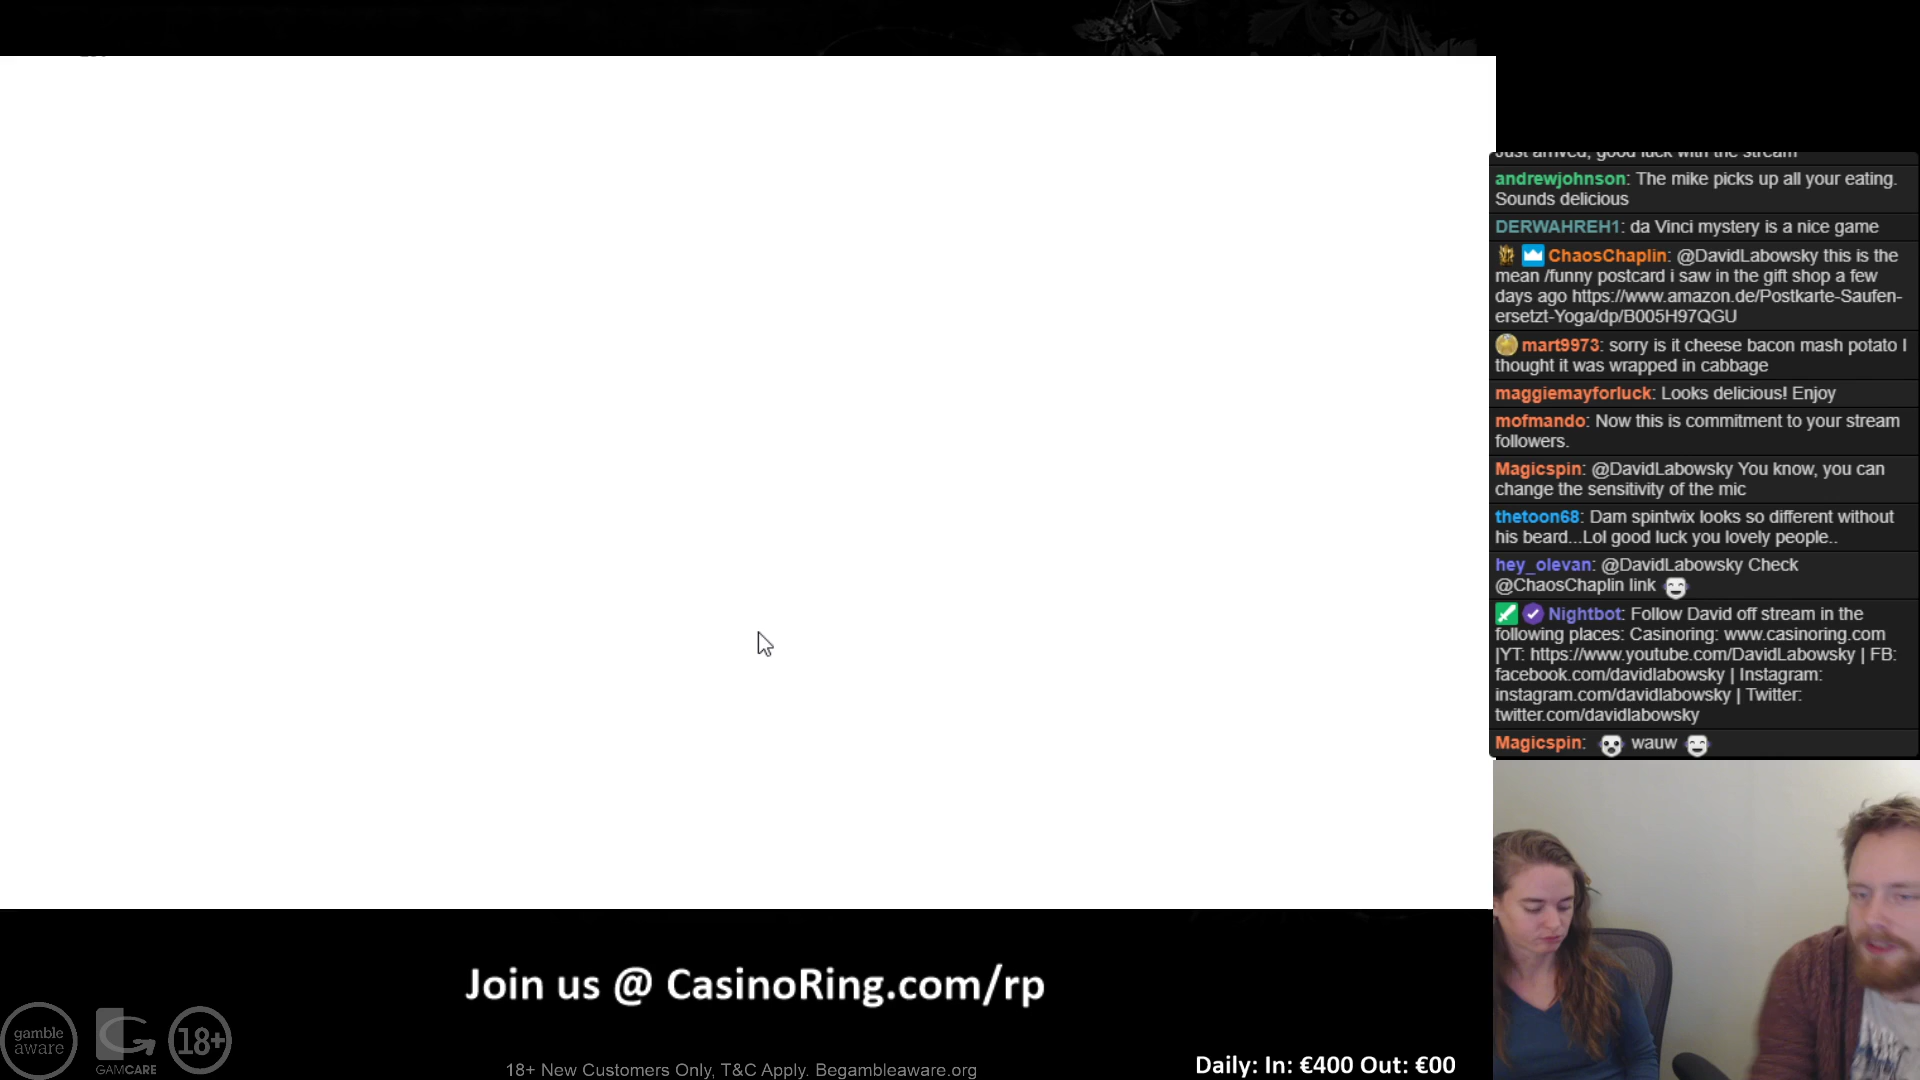 Just arrived, good luck with the stream
andrewjohnson: The mike picks up all your eating.
Sounds delicious
DERWAHREH1: da Vinci mystery is a nice game
ChaosChaplin: @DavidLabowsky this is the
mean /funny postcard i saw in the gift shop a few
days ago https://www.amazon.de/Postkarte-Saufen-
ersetzt-Yoga/dp/B005H97QGU
mart9973: sorry is it cheese bacon mash potato I
thought it was wrapped in cabbage
maggiemayforluck: Looks delicious! Enjoy
mofmando: Now this is commitment to your stream
followers.
Magicspin: @DavidLabowsky You know, you can
change the sensitivity of the mic
thetoon68: Dam spintwix looks so different without
his beard...Lol good luck you lovely people..
hey_olevan: @DavidLabowsky Check
@ChaosChaplin link
Nightbot: Follow David off stream in the
following places: Casinoring: www.casinoring.com
|YT: https://www.youtube.com/DavidLabowsky | FB:
facebook.com/davidlabowsky | Instagram:
instagram.com/davidlabowsky | Twitter:
twitter.com/davidlabowsky
Magicspin: wauw
Join us @ CasinoRing.com/rp
gamble
aware
GAMCARE
18+
18+ New Customers Only, T&C Apply. Begambleaware.org
Daily: In: €400 Out: €00